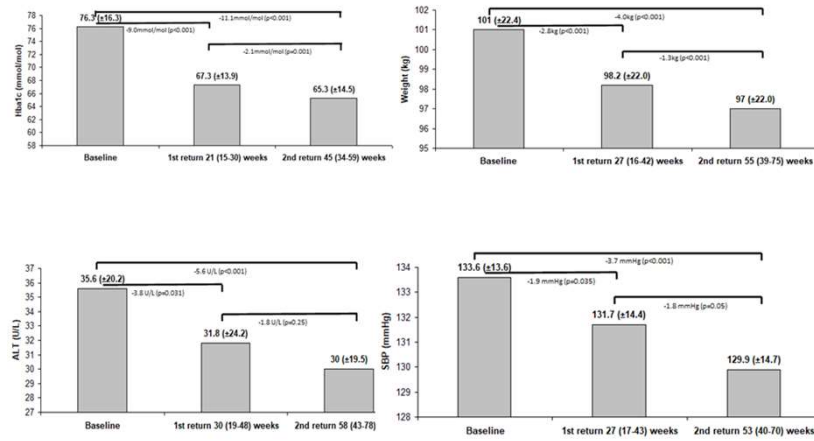 78
76
74
72
70
68
66
64
62
60
58
Hba1c (mmol/mol)
76.3 (±16.3)
-11.1mmol/mol (p<0.001)
-9.0mmol/mol (p<0.001)
-2.1mmol/mol (p=0.001)
67.3 (±13.9)
65.3 (±14.5)
Baseline
1st return 21 (15-30) weeks
2nd return 45 (34-59) weeks
102
101
100
99
98
97
96
95
Weight (kg)
101 (±22.4)
-4.0kg (p<0.001)
-2.8kg (p<0.001)
-1.3kg (p<0.001)
98.2 (±22.0)
97 (±22.0)
Baseline
1st return 27 (16-42) weeks
2nd return 55 (39-75) weeks
37
36
35
34
33
32
31
30
29
28
27
ALT (U/L)
35.6 (±20.2)
-5.6 U/L (p<0.001)
-3.8 U/L (p=0.031)
-1.8 U/L (p=0.25)
31.8 (±24.2)
30 (±19.5)
Baseline
1st return 30 (19-48) weeks
2nd return 58 (43-78)
134
133
132
131
130
129
128
SBP (mmHg)
133.6 (±13.6)
-3.7 mmHg (p<0.001)
-1.9 mmHg (p=0.035)
-1.8 mmHg (p=0.05)
131.7 (±14.4)
129.9 (±14.7)
Baseline
1st return 27 (17-43) weeks
2nd return 53 (40-70) weeks